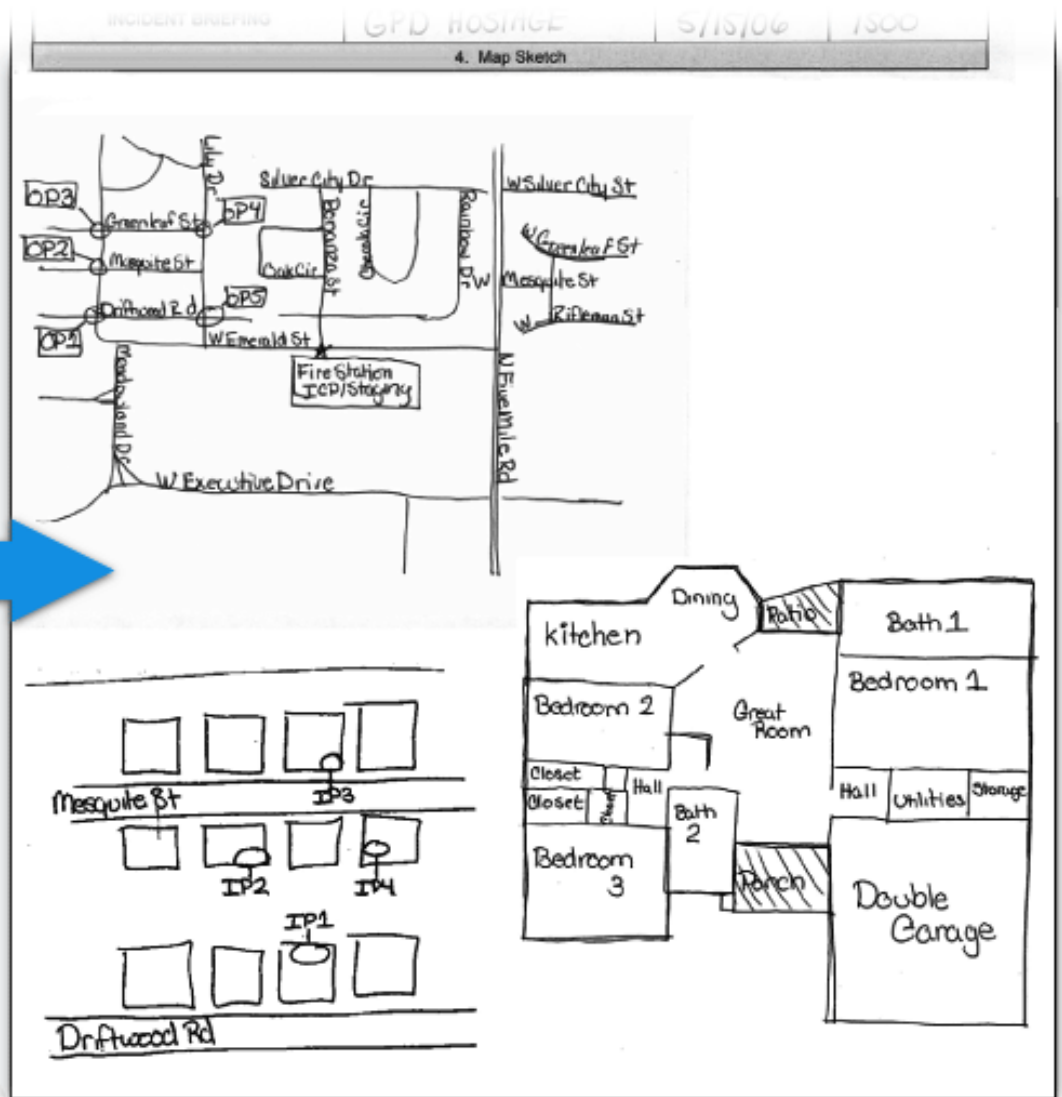 INCIDENT BRIEFING
GPD HOSTAGE
5/15/06
1500
4. Map Sketch
Lily Dr
Silver City Dr
W Silver City St
OP3
OP4
Greenleaf St
Bonanza St
Rainbow Dr
W Greenleaf St
OP2
Mesquite St
Oak Cir
W Mesquite St
Driftwood Rd
OP5
W Rifleman St
OP1
W Emerald St
Fire Station
ICP/Staging
N Five Mile Rd
W Executive Drive
Dining
Patio
Bath 1
kitchen
Bedroom 1
Bedroom 2
Great
Room
Closet
Hall
Hall
Utilities
Storage
Closet
Bath
2
Bedroom
3
Porch
Double
Garage
Mesquite St
IP3
IP2
IP4
IP1
Driftwood Rd